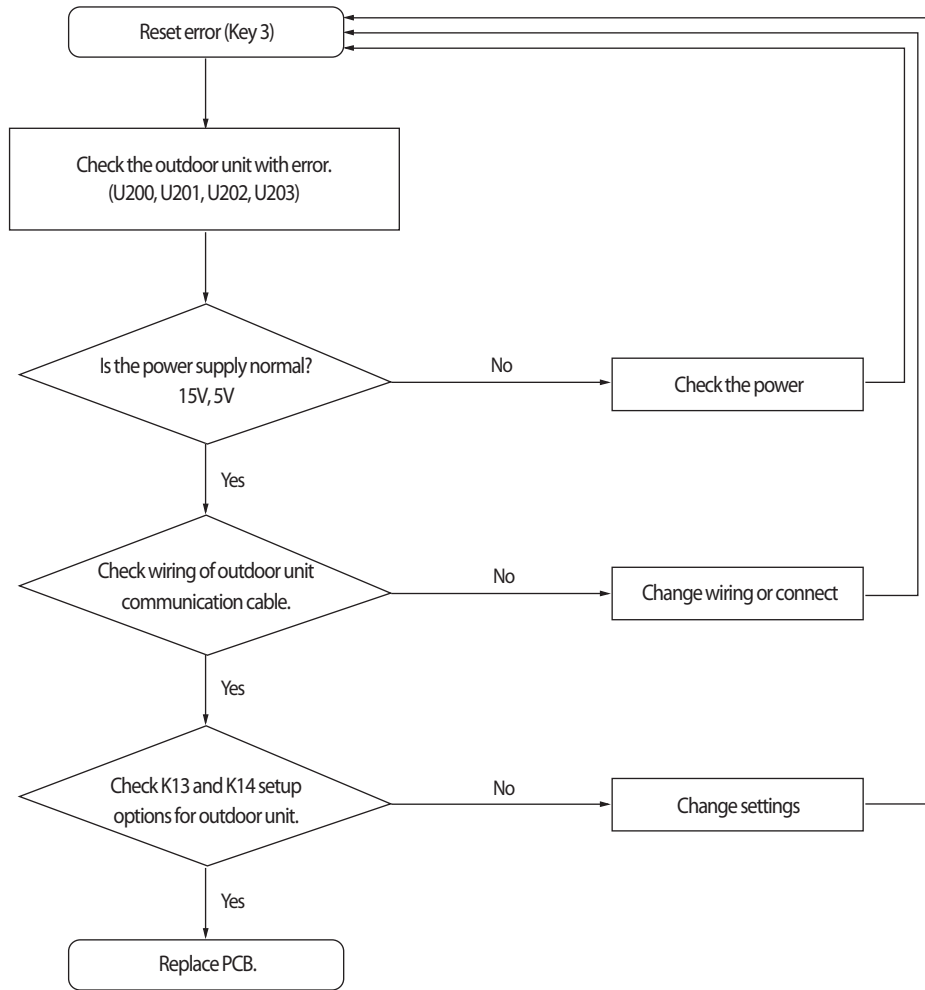 Reset error (Key 3)
Check the outdoor unit with error.
(U200, U201, U202, U203)
Is the power supply normal?
15V, 5V
No
Check the power
Yes
Check wiring of outdoor unit
communication cable.
No
Change wiring or connect
Yes
Check K13 and K14 setup
options for outdoor unit.
No
Change settings
Yes
Replace PCB.